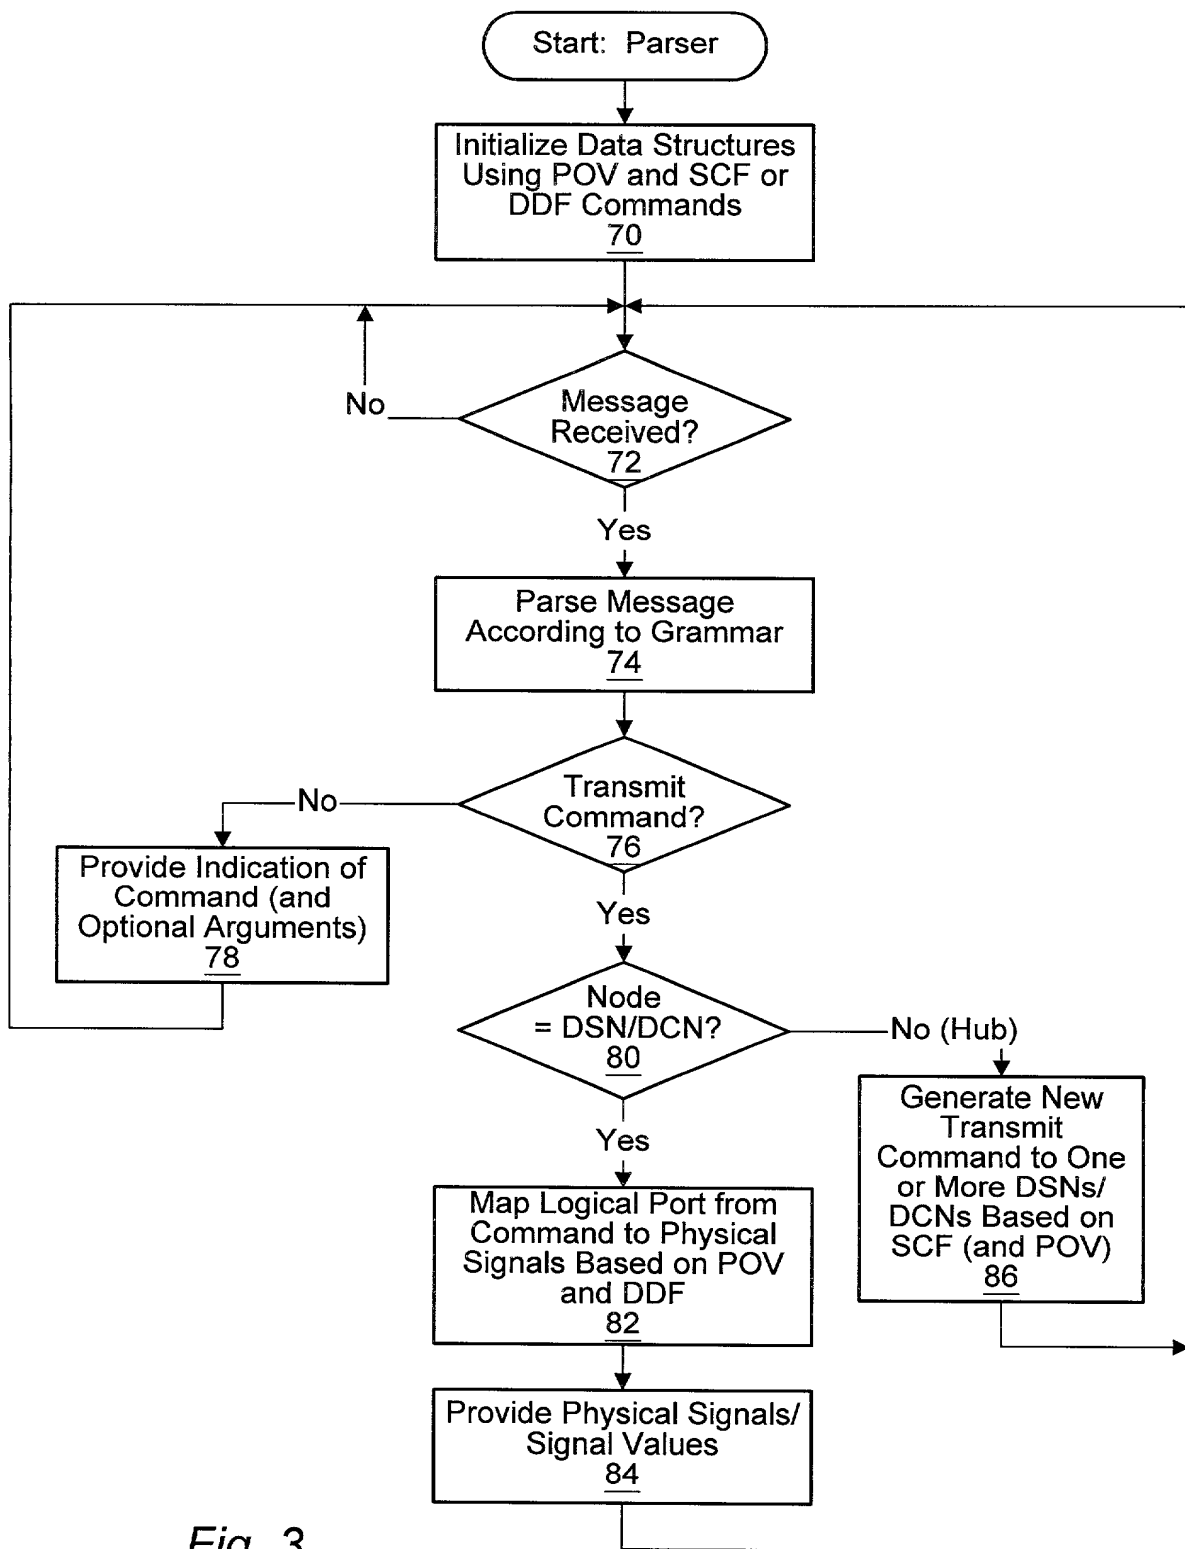 Start: Parser
Initialize Data Structures
Using POV and SCF or
DDF Commands
70
No
Message
Received?
72
Yes
Parse Message
According to Grammar
74
Transmit
Command?
76
No
Provide Indication of
Command (and
Optional Arguments)
78
Yes
Node
= DSN/DCN?
80
No (Hub)
Generate New
Transmit
Command to One
or More DSNs/
DCNs Based on
SCF (and POV)
86
Yes
Map Logical Port from
Command to Physical
Signals Based on POV
and DDF
82
Provide Physical Signals/
Signal Values
84
Fig. 3